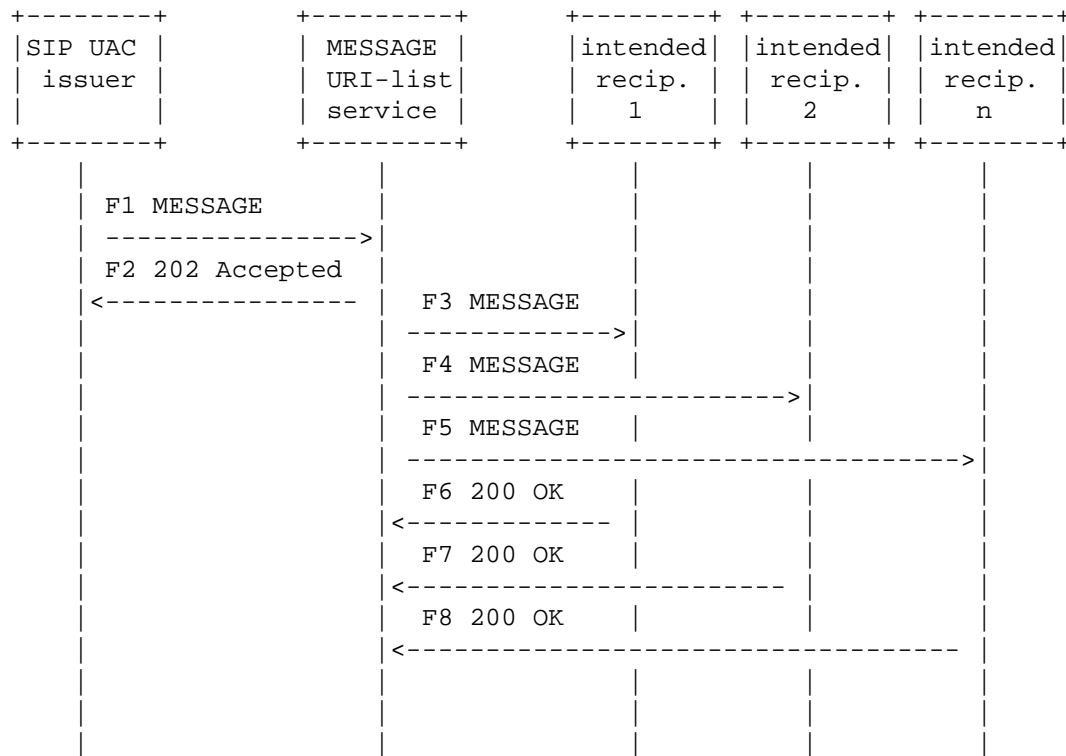 SIP UAC MESSAGE intended intended intended
issuer URI-list recip. recip. recip.
service 1 2 n
F1 MESSAGE
F2 202 Accepted
F3 MESSAGE
F4 MESSAGE
F5 MESSAGE
F6 200 OK
F7 200 OK
F8 200 OK